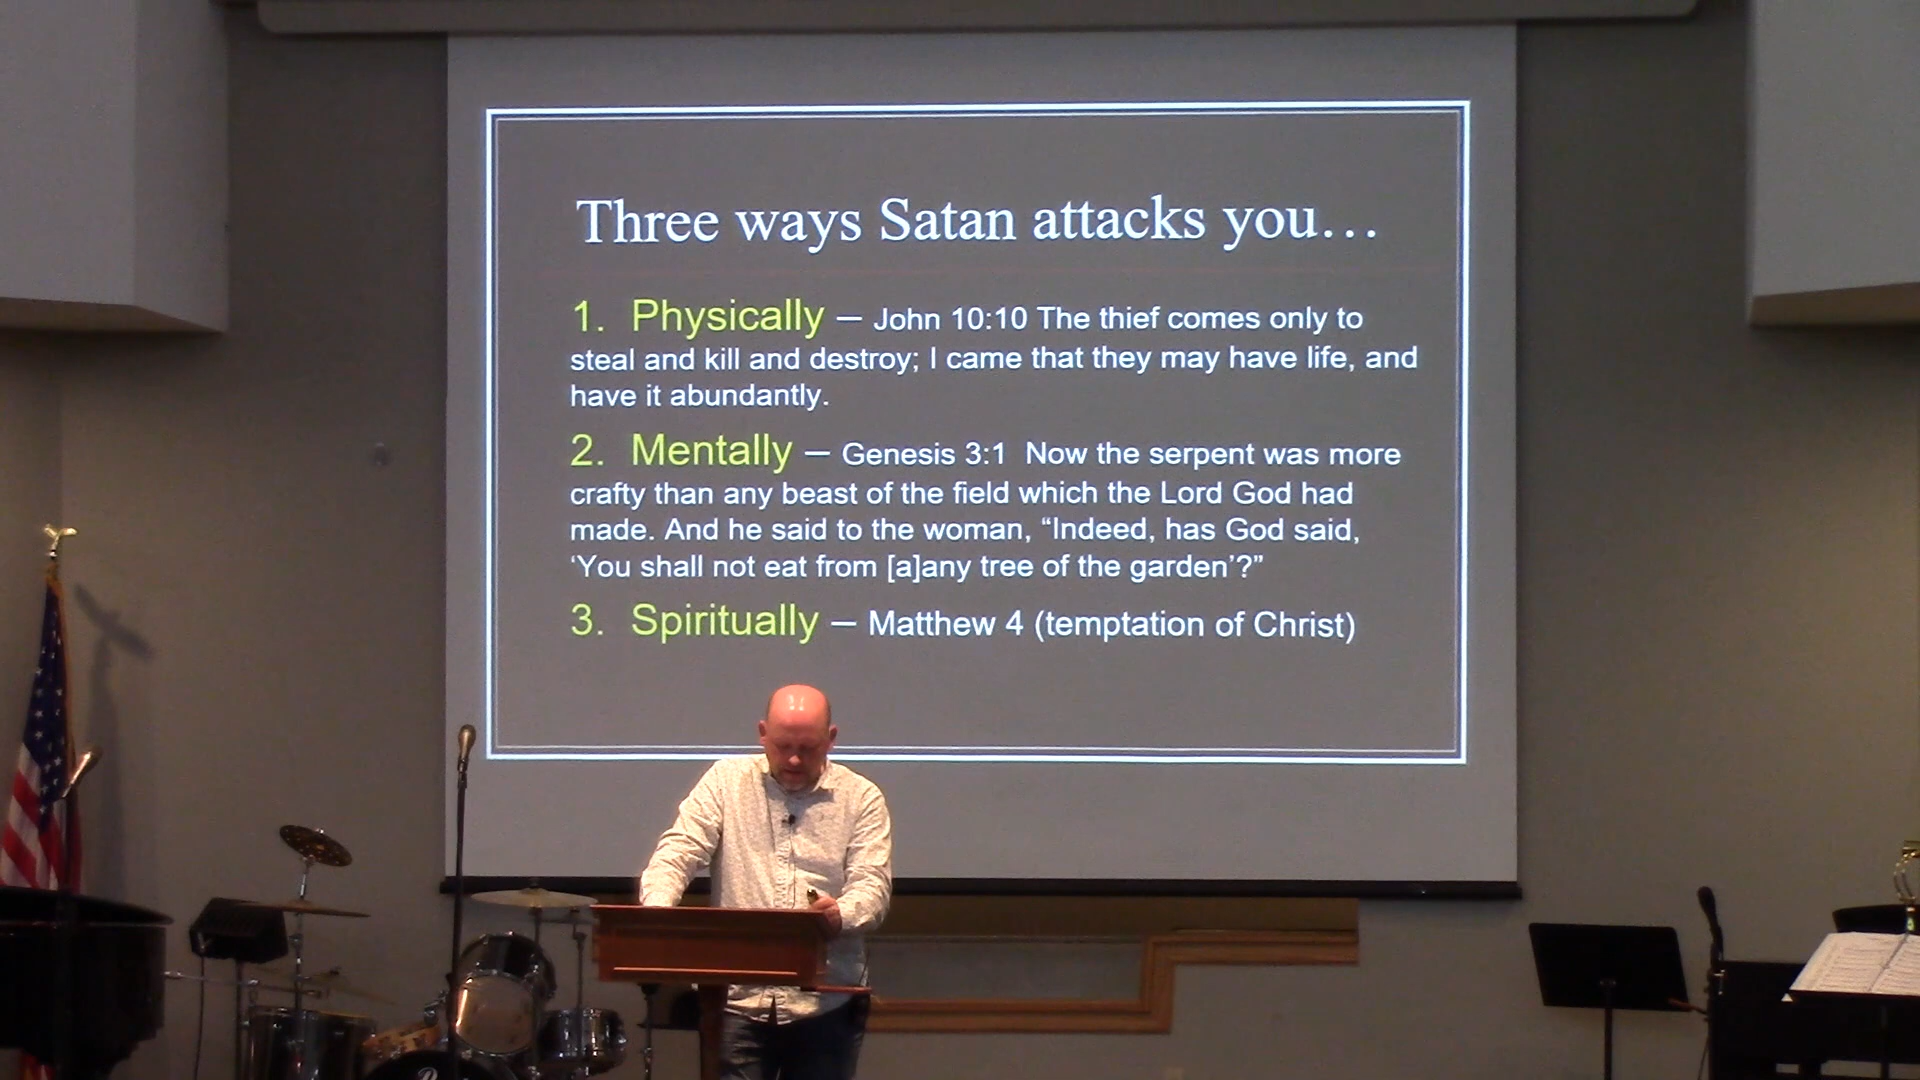 Three ways Satan attacks you…
1. Physically – John 10:10 The thief comes only to
steal and kill and destroy; I came that they may have life, and
have it abundantly.
2. Mentally – Genesis 3:1 Now the serpent was more
crafty than any beast of the field which the Lord God had
made. And he said to the woman, “Indeed, has God said,
‘You shall not eat from [a]any tree of the garden’?”
3. Spiritually – Matthew 4 (temptation of Christ)